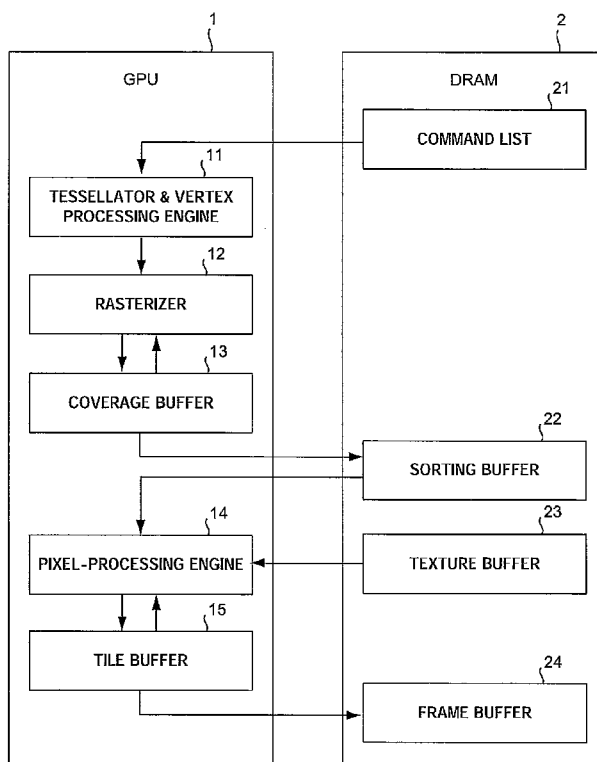 1
2
GPU
DRAM
21
COMMAND LIST
11
TESSELLATOR & VERTEX
PROCESSING ENGINE
12
RASTERIZER
13
COVERAGE BUFFER
22
SORTING BUFFER
14
PIXEL-PROCESSING ENGINE
23
TEXTURE BUFFER
15
TILE BUFFER
24
FRAME BUFFER